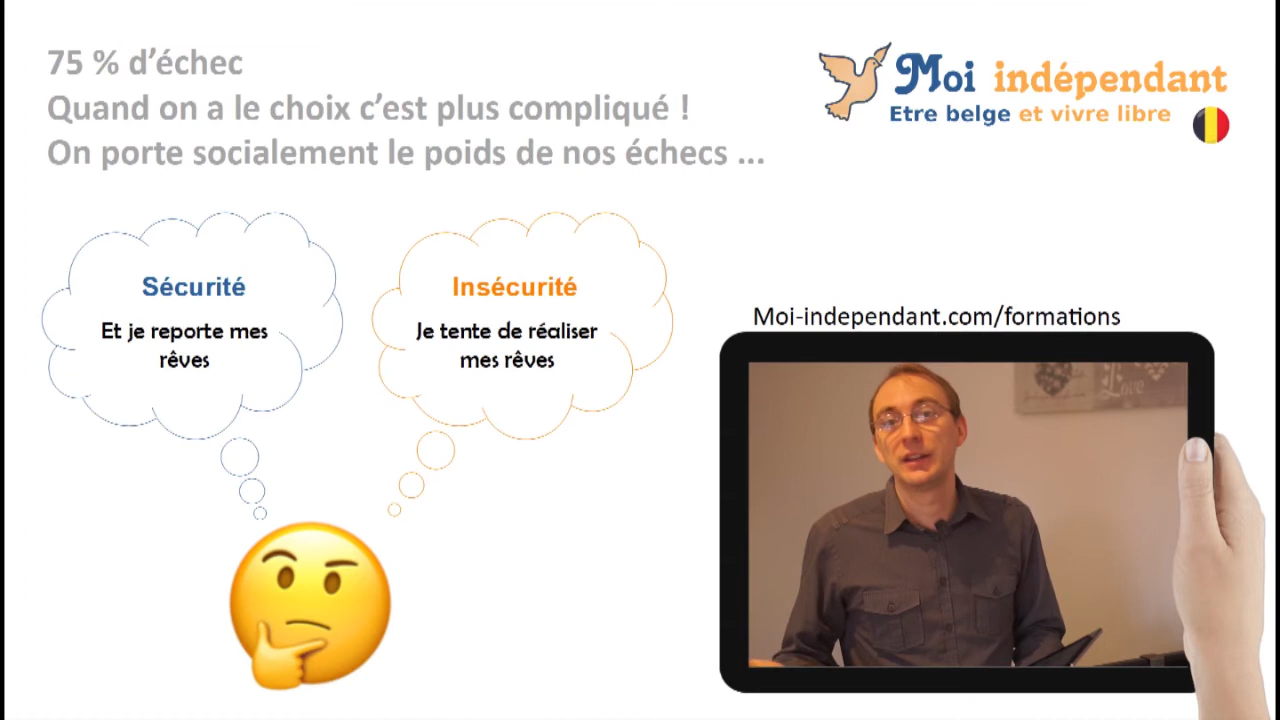 75 % d’échec
Quand on a le choix c’est plus compliqué !
On porte socialement le poids de nos échecs ...
Moi indépendant
Etre belge et vivre libre
Sécurité
Et je reporte mes
rêves
Insécurité
Je tente de réaliser
mes rêves
Moi-independant.com/formations
Love